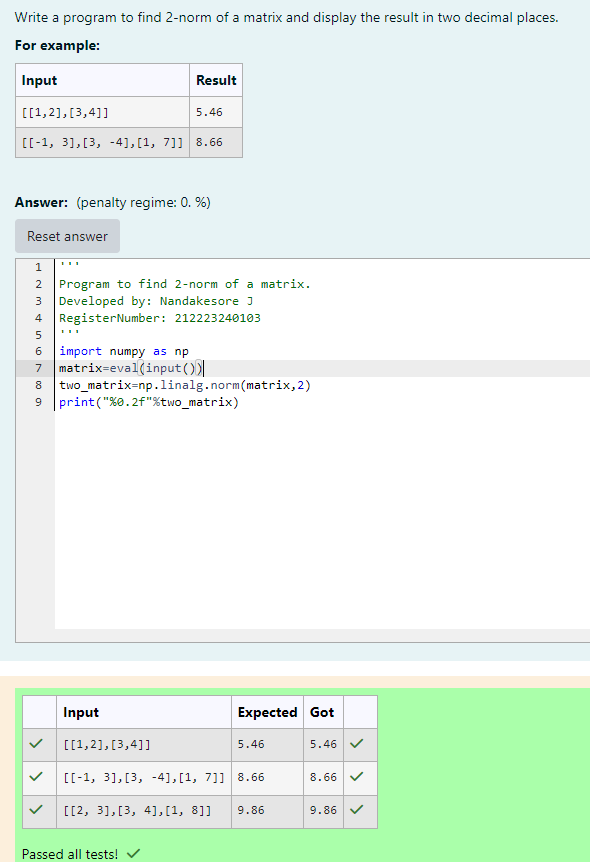 Write a program to find 2-norm of a matrix and display the result in two decimal places.
For example:
Input Result
[[1,2],[3,4]] 5.46
[[-1, 3],[3, -4],[1, 7]] 8.66
Answer: (penalty regime: 0. %)
Reset answer
1 '''
2 Program to find 2-norm of a matrix.
3 Developed by: Nandakesore J
4 RegisterNumber: 212223240103
5 '''
6 import numpy as np
7 matrix=eval(input())
8 two_matrix=np.linalg.norm(matrix,2)
9 print("%0.2f"%two_matrix)
Input Expected Got
[[1,2],[3,4]] 5.46 5.46
[[-1, 3],[3, -4],[1, 7]] 8.66 8.66
[[2, 3],[3, 4],[1, 8]] 9.86 9.86
Passed all tests!